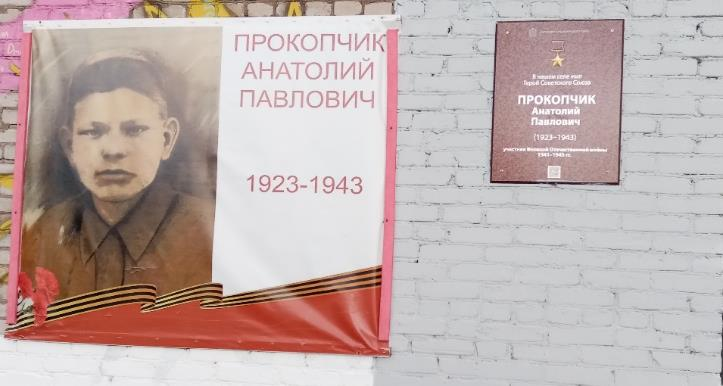 ПРОКОПЧИК
АНАТОЛИЙ
ПАВЛОВИЧ
1923-1943
В нашем селе жил
Герой Советского Союза
ПРОКОПЧИК
Анатолий
Павлович
(1923–1943)
участник Великой Отечественной войны
1941–1945 гг.